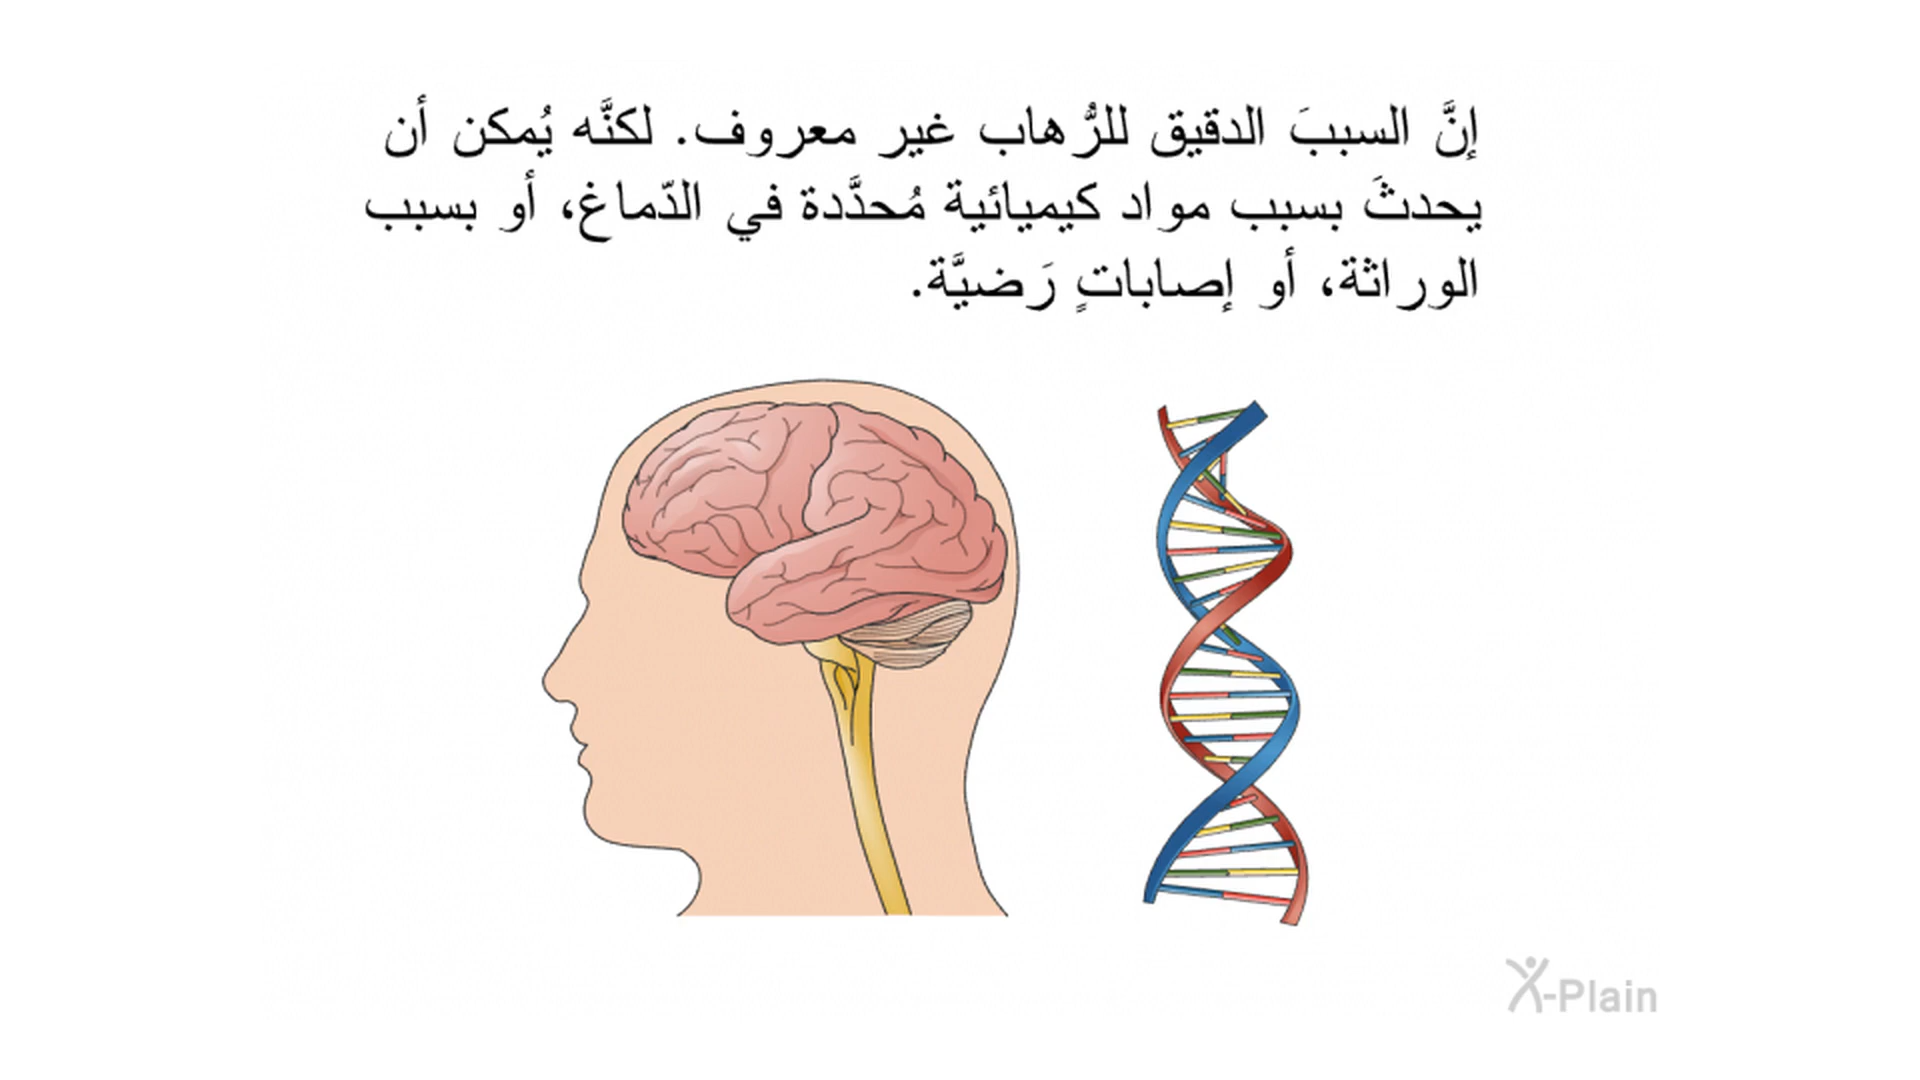 إنَّ السببَ الدقيق للرُّهاب غير معروف. لكنَّه يُمكن أن
يحدثَ بسبب مواد كيميائية مُحدَّدة في الدّماغ، أو بسبب
الوراثة، أو إصاباتٍ رَضيَّة.
X-Plain